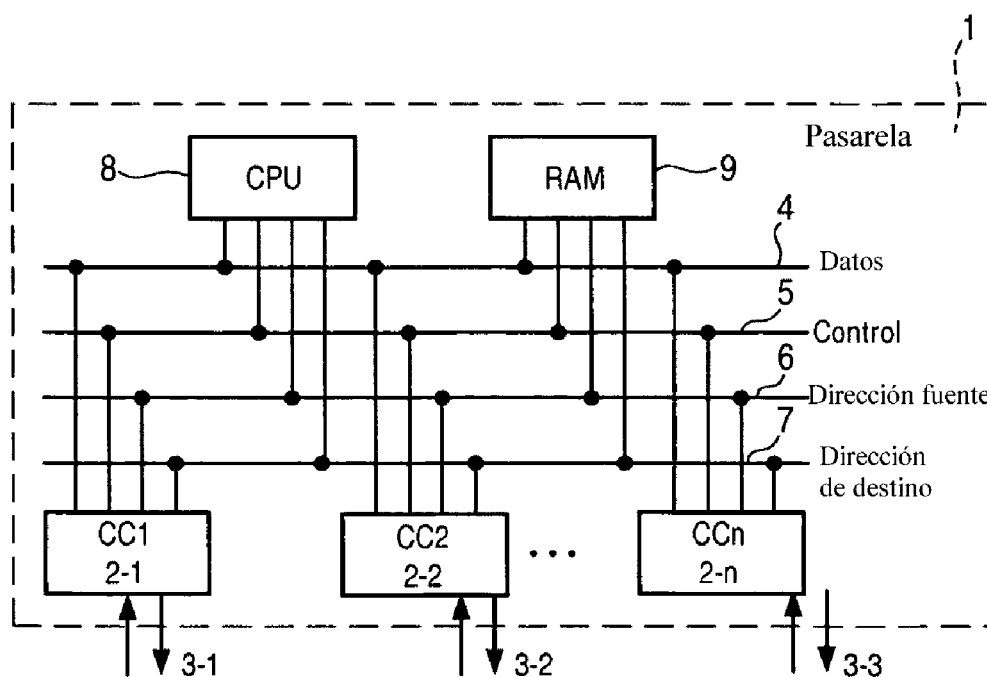 1
Pasarela
8
CPU
RAM
9
4
Datos
5
Control
6
Dirección fuente
7
Dirección
de destino
CC1
2-1
CC2
2-2
...
CCn
2-n
3-1
3-2
3-3